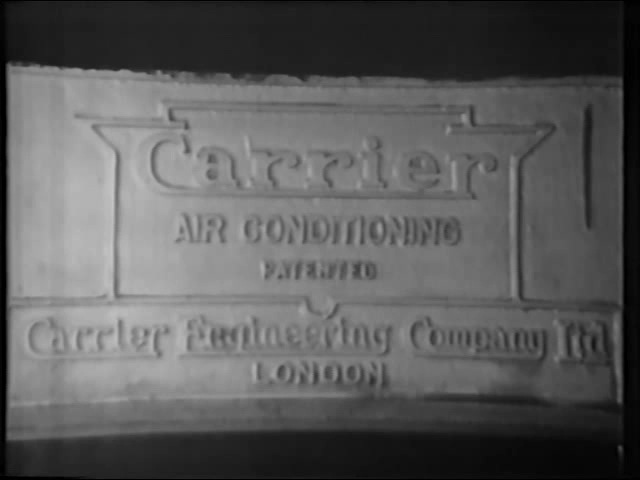 Carrier
AIR CONDITIONING
PATENTED
Carrier Engineering Company Ltd
LONDON